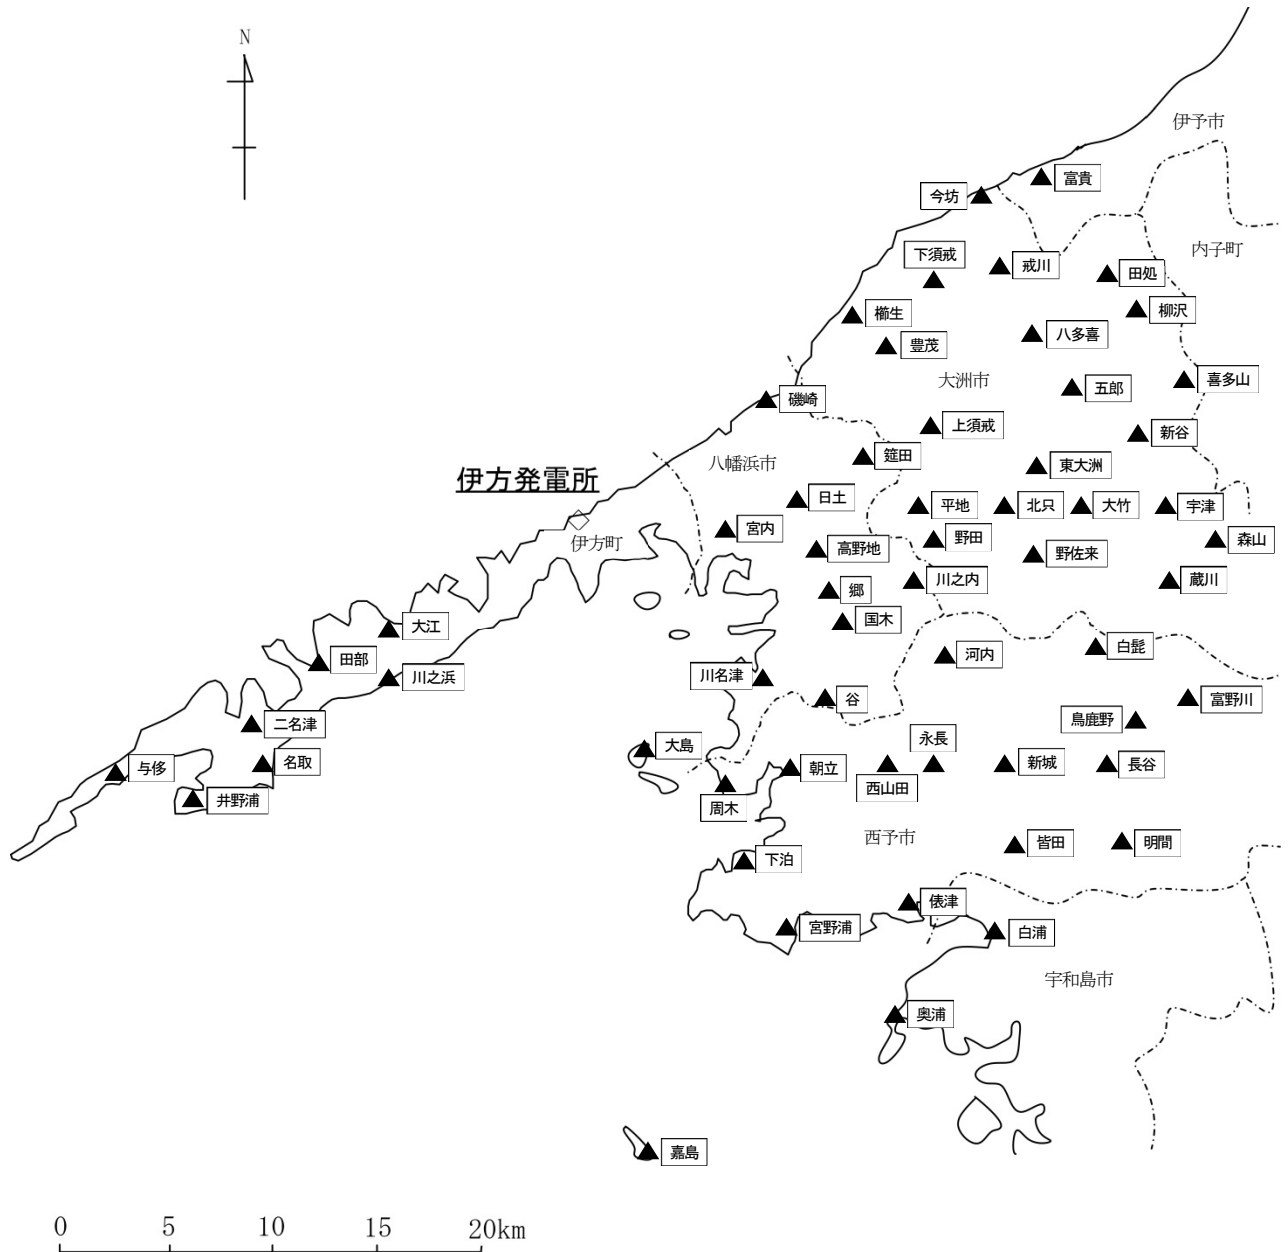 N
伊予市
富貴
今坊
内子町
下須戒
戒川
田処
櫛生
柳沢
八多喜
豊茂
大洲市
喜多山
五郎
磯崎
上須戒
新谷
筵田
八幡浜市
東大洲
伊方発電所
日土
平地
北只
大竹
宇津
宮内
伊方町
高野地
野田
野佐来
森山
川之内
蔵川
郷
国木
大江
河内
白髭
田部
川之浜
川名津
谷
富野川
鳥鹿野
二名津
大島
永長
与侈
名取
朝立
新城
長谷
西山田
井野浦
周木
西予市
皆田
明間
下泊
俵津
宮野浦
白浦
宇和島市
奥浦
嘉島
0 5 10 15 20km